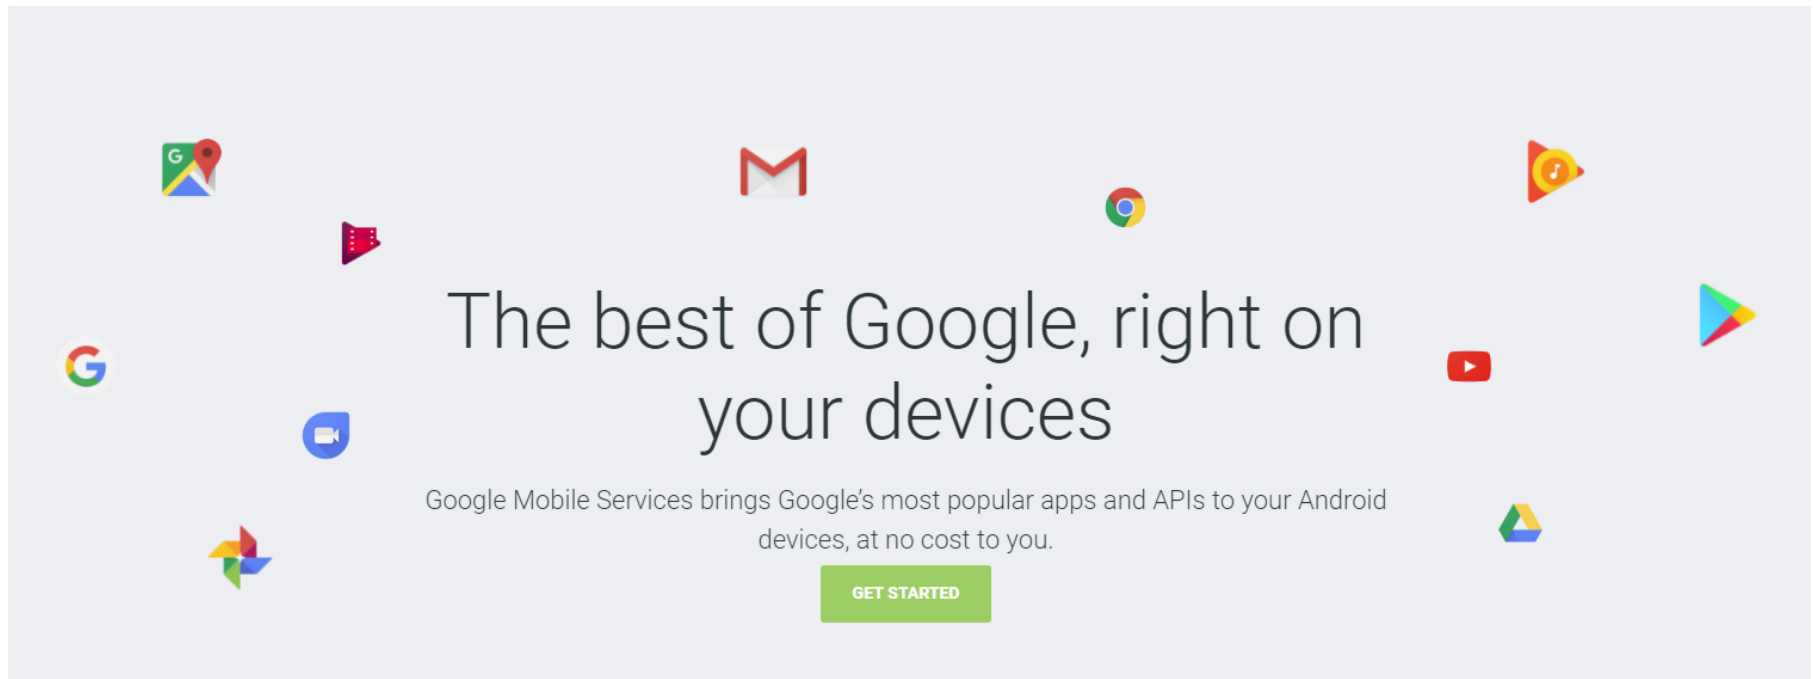 G
The best of Google, right on
your devices
G
Google Mobile Services brings Google’s most popular apps and APIs to your Android
devices, at no cost to you.
GET STARTED